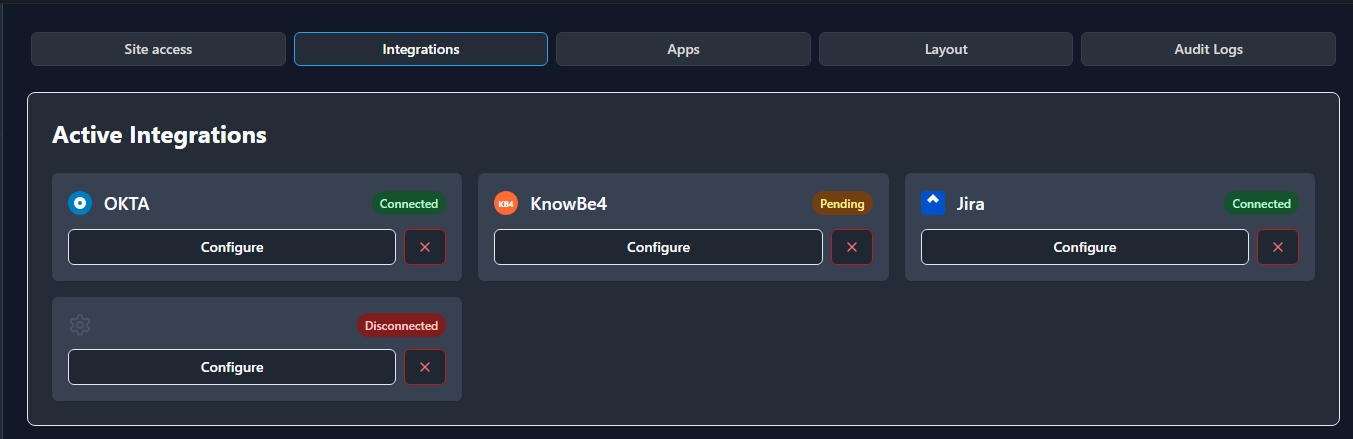 Site access Integrations Apps Layout Audit Logs
Active Integrations
OKTA Connected KB4 KnowBe4 Pending Jira Connected
Configure Configure Configure
Disconnected
Configure